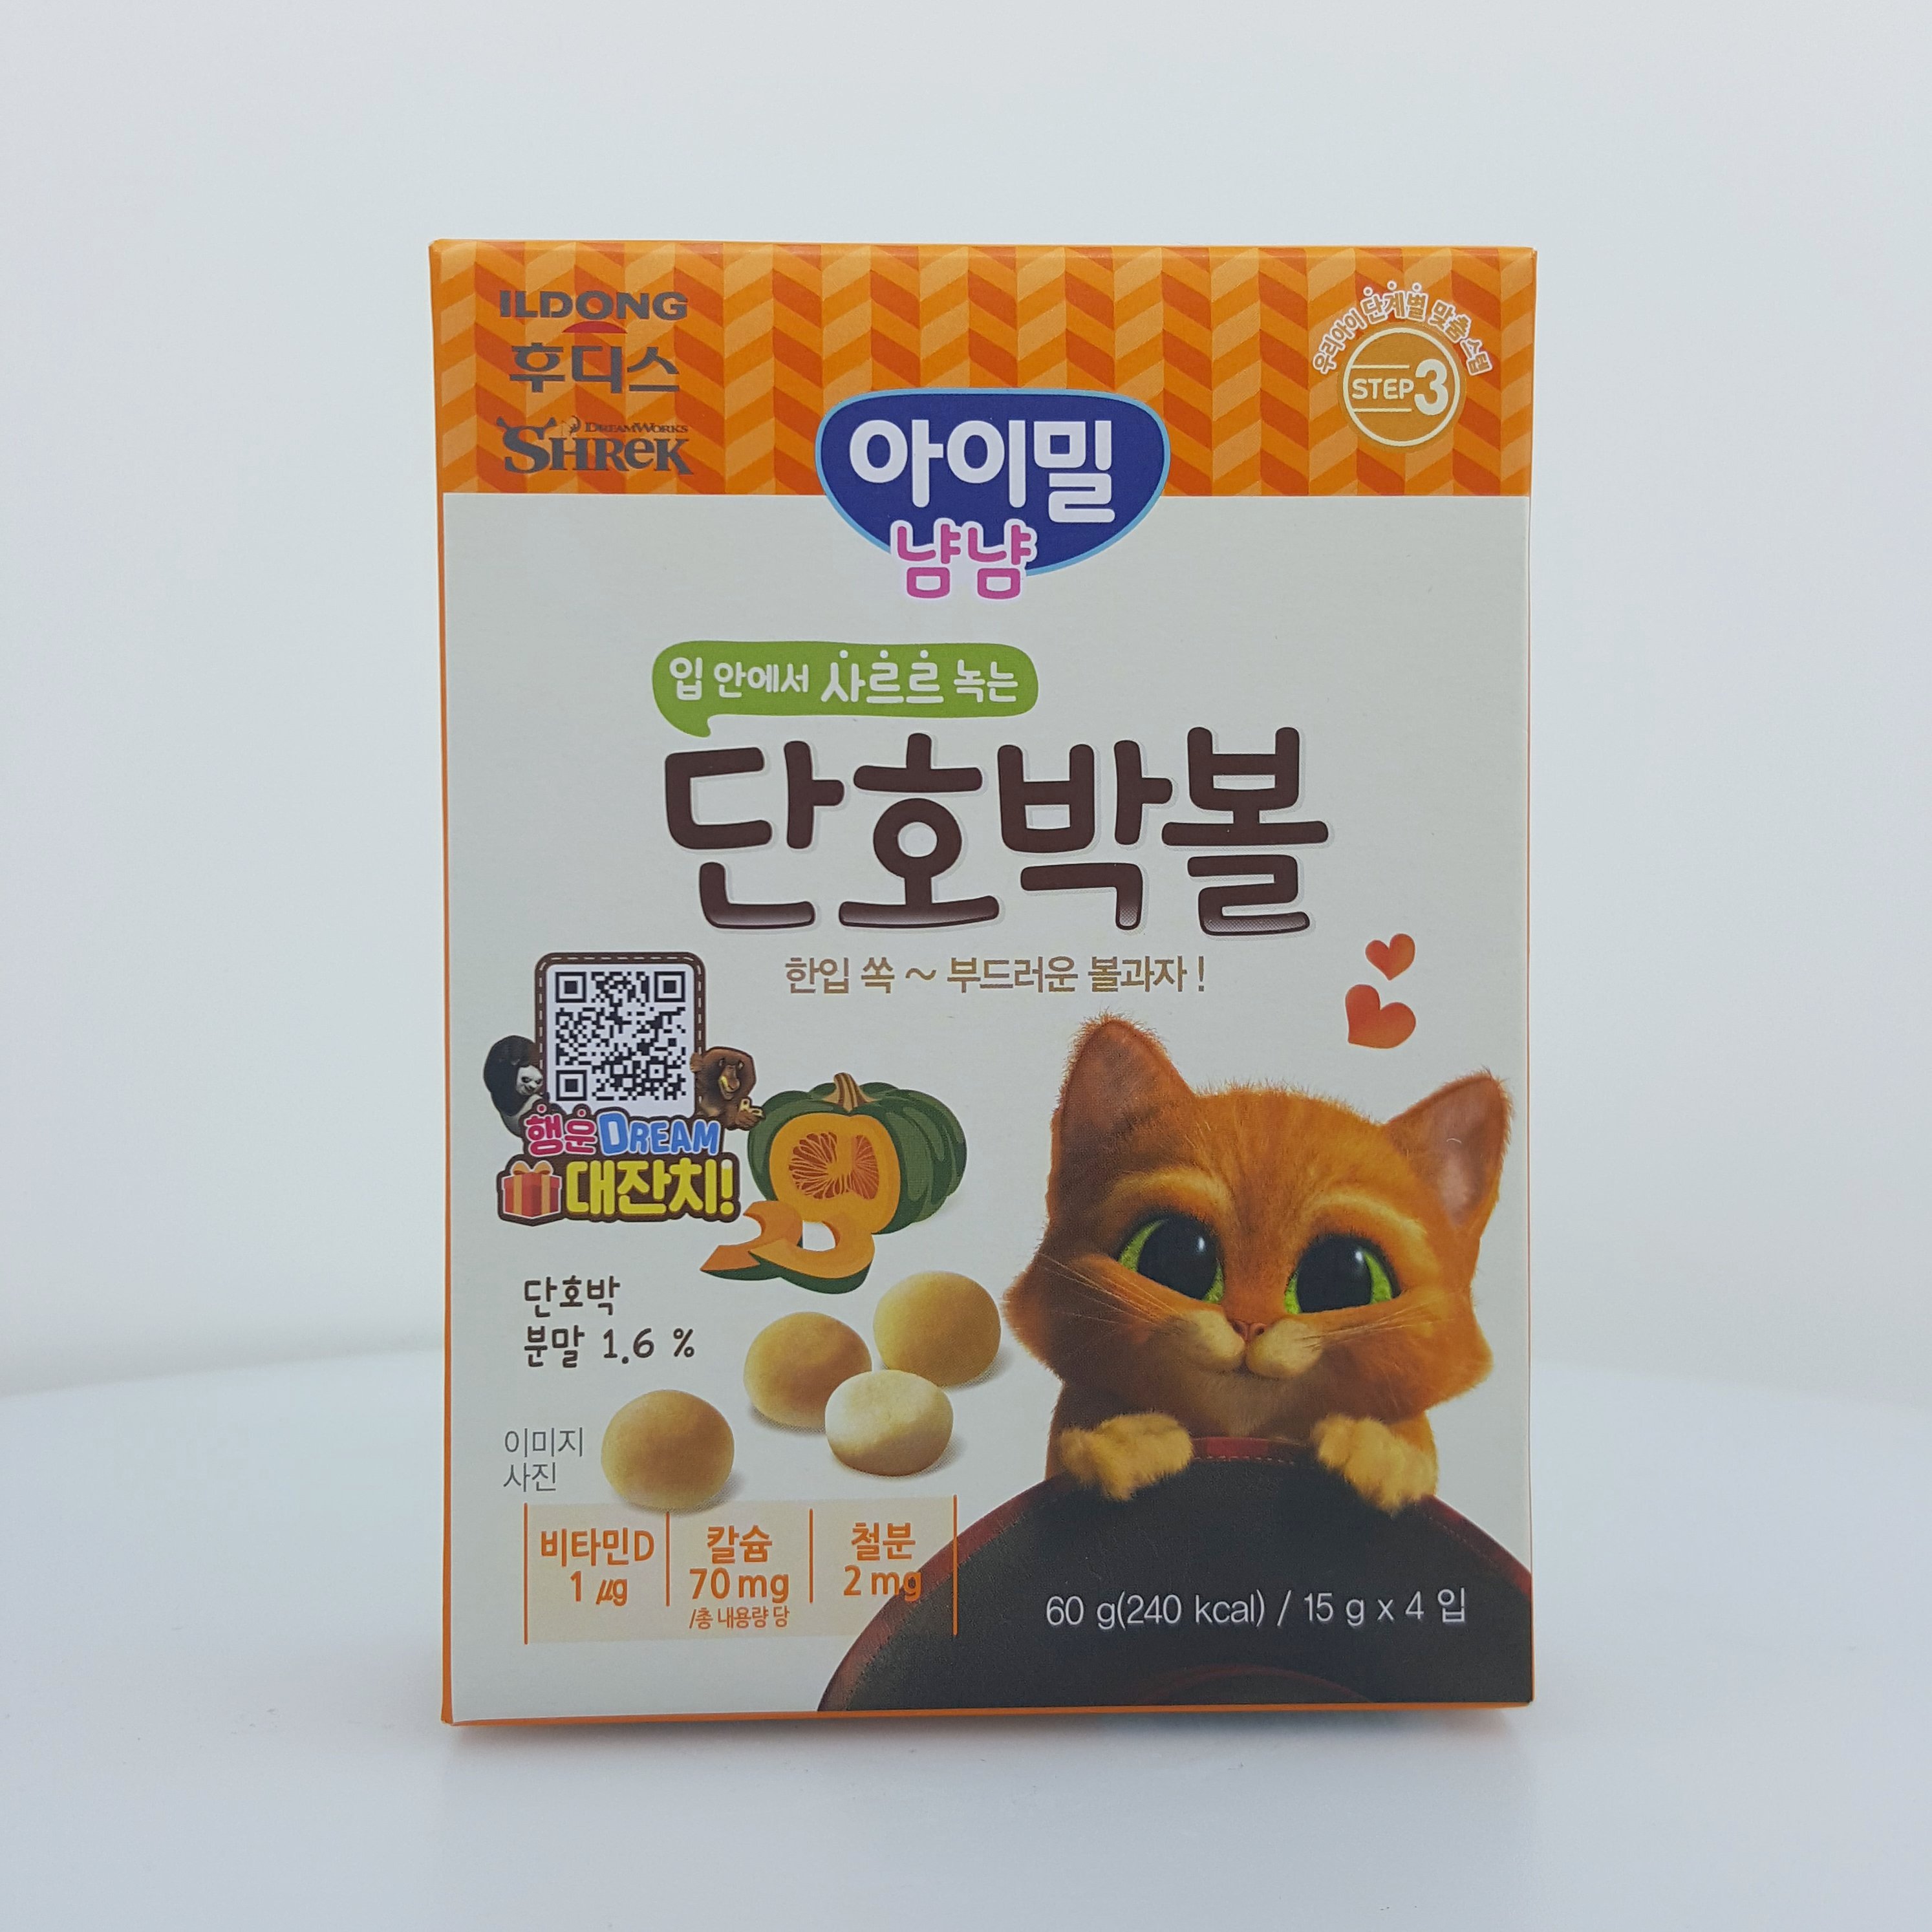 ILDONG
후디스
DREAMWORKS
SHREK
우리아이 단계별 맞춤 스텝
STEP 3
아이밀
냠냠
입 안에서 사르르 녹는
단호박볼
한입 쏙 ~ 부드러운 볼과자 !
행운 DREAM
대잔치!
단호박
분말 1.6 %
이미지
사진
비타민D
1 ㎍
칼슘
70 mg
/총 내용량 당
철분
2 mg
60 g(240 kcal) / 15 g x 4 입